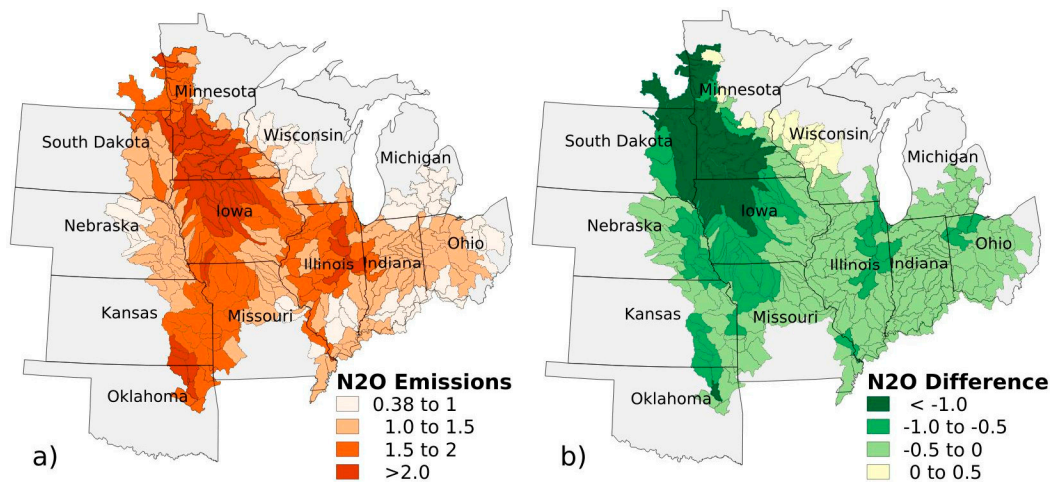 Minnesota
South Dakota
Wisconsin
Michigan
Iowa
Nebraska
Ohio
Illinois
Indiana
Kansas
Missouri
Oklahoma
N2O Emissions
0.38 to 1
1.0 to 1.5
1.5 to 2
>2.0
a)
Minnesota
South Dakota
Wisconsin
Michigan
Iowa
Nebraska
Ohio
Illinois
Indiana
Kansas
Missouri
Oklahoma
N2O Difference
< -1.0
-1.0 to -0.5
-0.5 to 0
0 to 0.5
b)